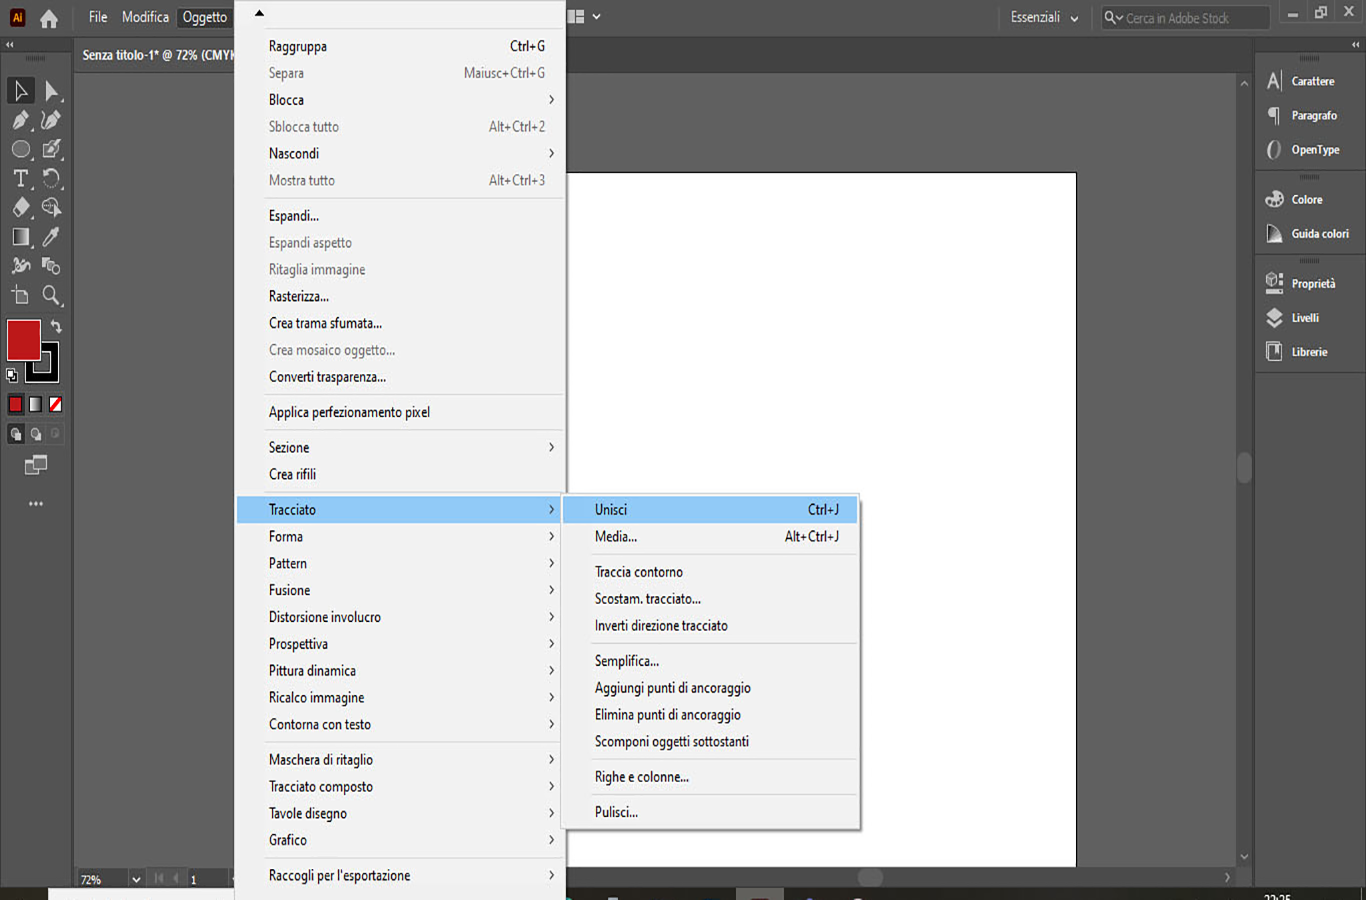 Ai File Modifica Oggetto
Essenziali
Cerca in Adobe Stock
Senza titolo-1* @ 72% (CMYK
Raggruppa Ctrl+G
Separa Maiusc+Ctrl+G
Blocca
Sblocca tutto Alt+Ctrl+2
Nascondi
Mostra tutto Alt+Ctrl+3
Espandi...
Espandi aspetto
Ritaglia immagine
Rasterizza...
Crea trama sfumata...
Crea mosaico oggetto...
Converti trasparenza...
Applica perfezionamento pixel
Sezione
Crea rifili
Tracciato
Forma
Pattern
Fusione
Distorsione involucro
Prospettiva
Pittura dinamica
Ricalco immagine
Contorna con testo
Maschera di ritaglio
Tracciato composto
Tavole disegno
Grafico
Raccogli per l'esportazione
Unisci Ctrl+J
Media... Alt+Ctrl+J
Traccia contorno
Scostam. tracciato...
Inverti direzione tracciato
Semplifica...
Aggiungi punti di ancoraggio
Elimina punti di ancoraggio
Scomponi oggetti sottostanti
Righe e colonne...
Pulisci...
Carattere
Paragrafo
OpenType
Colore
Guida colori
Proprietà
Livelli
Librerie
72% 1